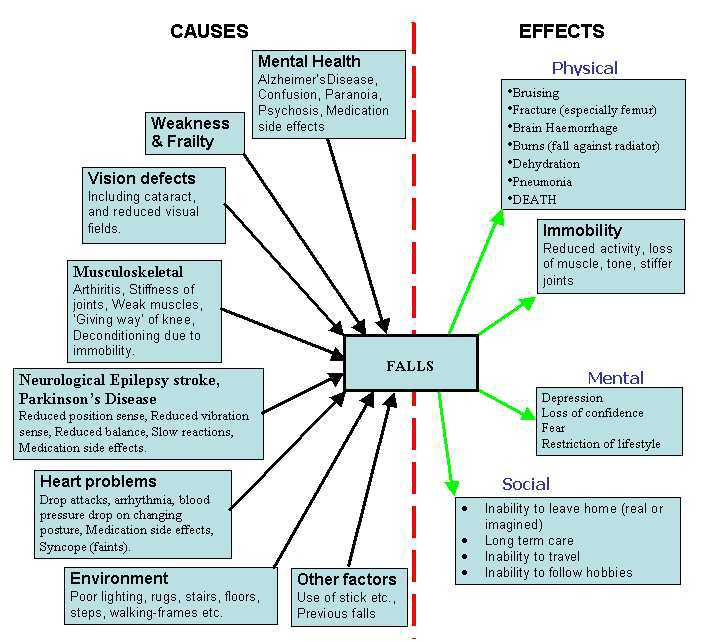 CAUSES
EFFECTS
Mental Health
Alzheimer's Disease,
Confusion, Paranoia,
Psychosis, Medication
side effects
Weakness
& Frailty
Vision defects
Including cataract,
and reduced visual
fields.
Musculoskeletal
Arthiritis, Stiffness of
joints, Weak muscles,
'Giving way' of knee,
Deconditioning due to
immobility.
Neurological Epilepsy stroke,
Parkinson's Disease
Reduced position sense, Reduced vibration
sense, Reduced balance, Slow reactions,
Medication side effects.
Heart problems
Drop attacks, arrhythmia, blood
pressure drop on changing
posture, Medication side effects,
Syncope (faints).
Environment
Poor lighting, rugs, stairs, floors,
steps, walking-frames etc.
Other factors
Use of stick etc.,
Previous falls
FALLS
Physical
•Bruising
•Fracture (especially femur)
•Brain Haemorrhage
•Burns (fall against radiator)
•Dehydration
•Pneumonia
•DEATH
Immobility
Reduced activity, loss
of muscle, tone, stiffer
joints
Mental
Depression
Loss of confidence
Fear
Restriction of lifestyle
Social
• Inability to leave home (real or
imagined)
• Long term care
• Inability to travel
• Inability to follow hobbies